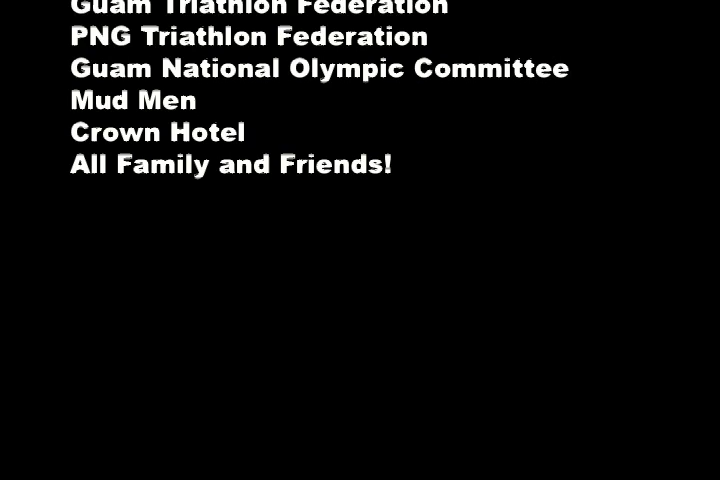 Guam Triathlon Federation
PNG Triathlon Federation
Guam National Olympic Committee
Mud Men
Crown Hotel
All Family and Friends!